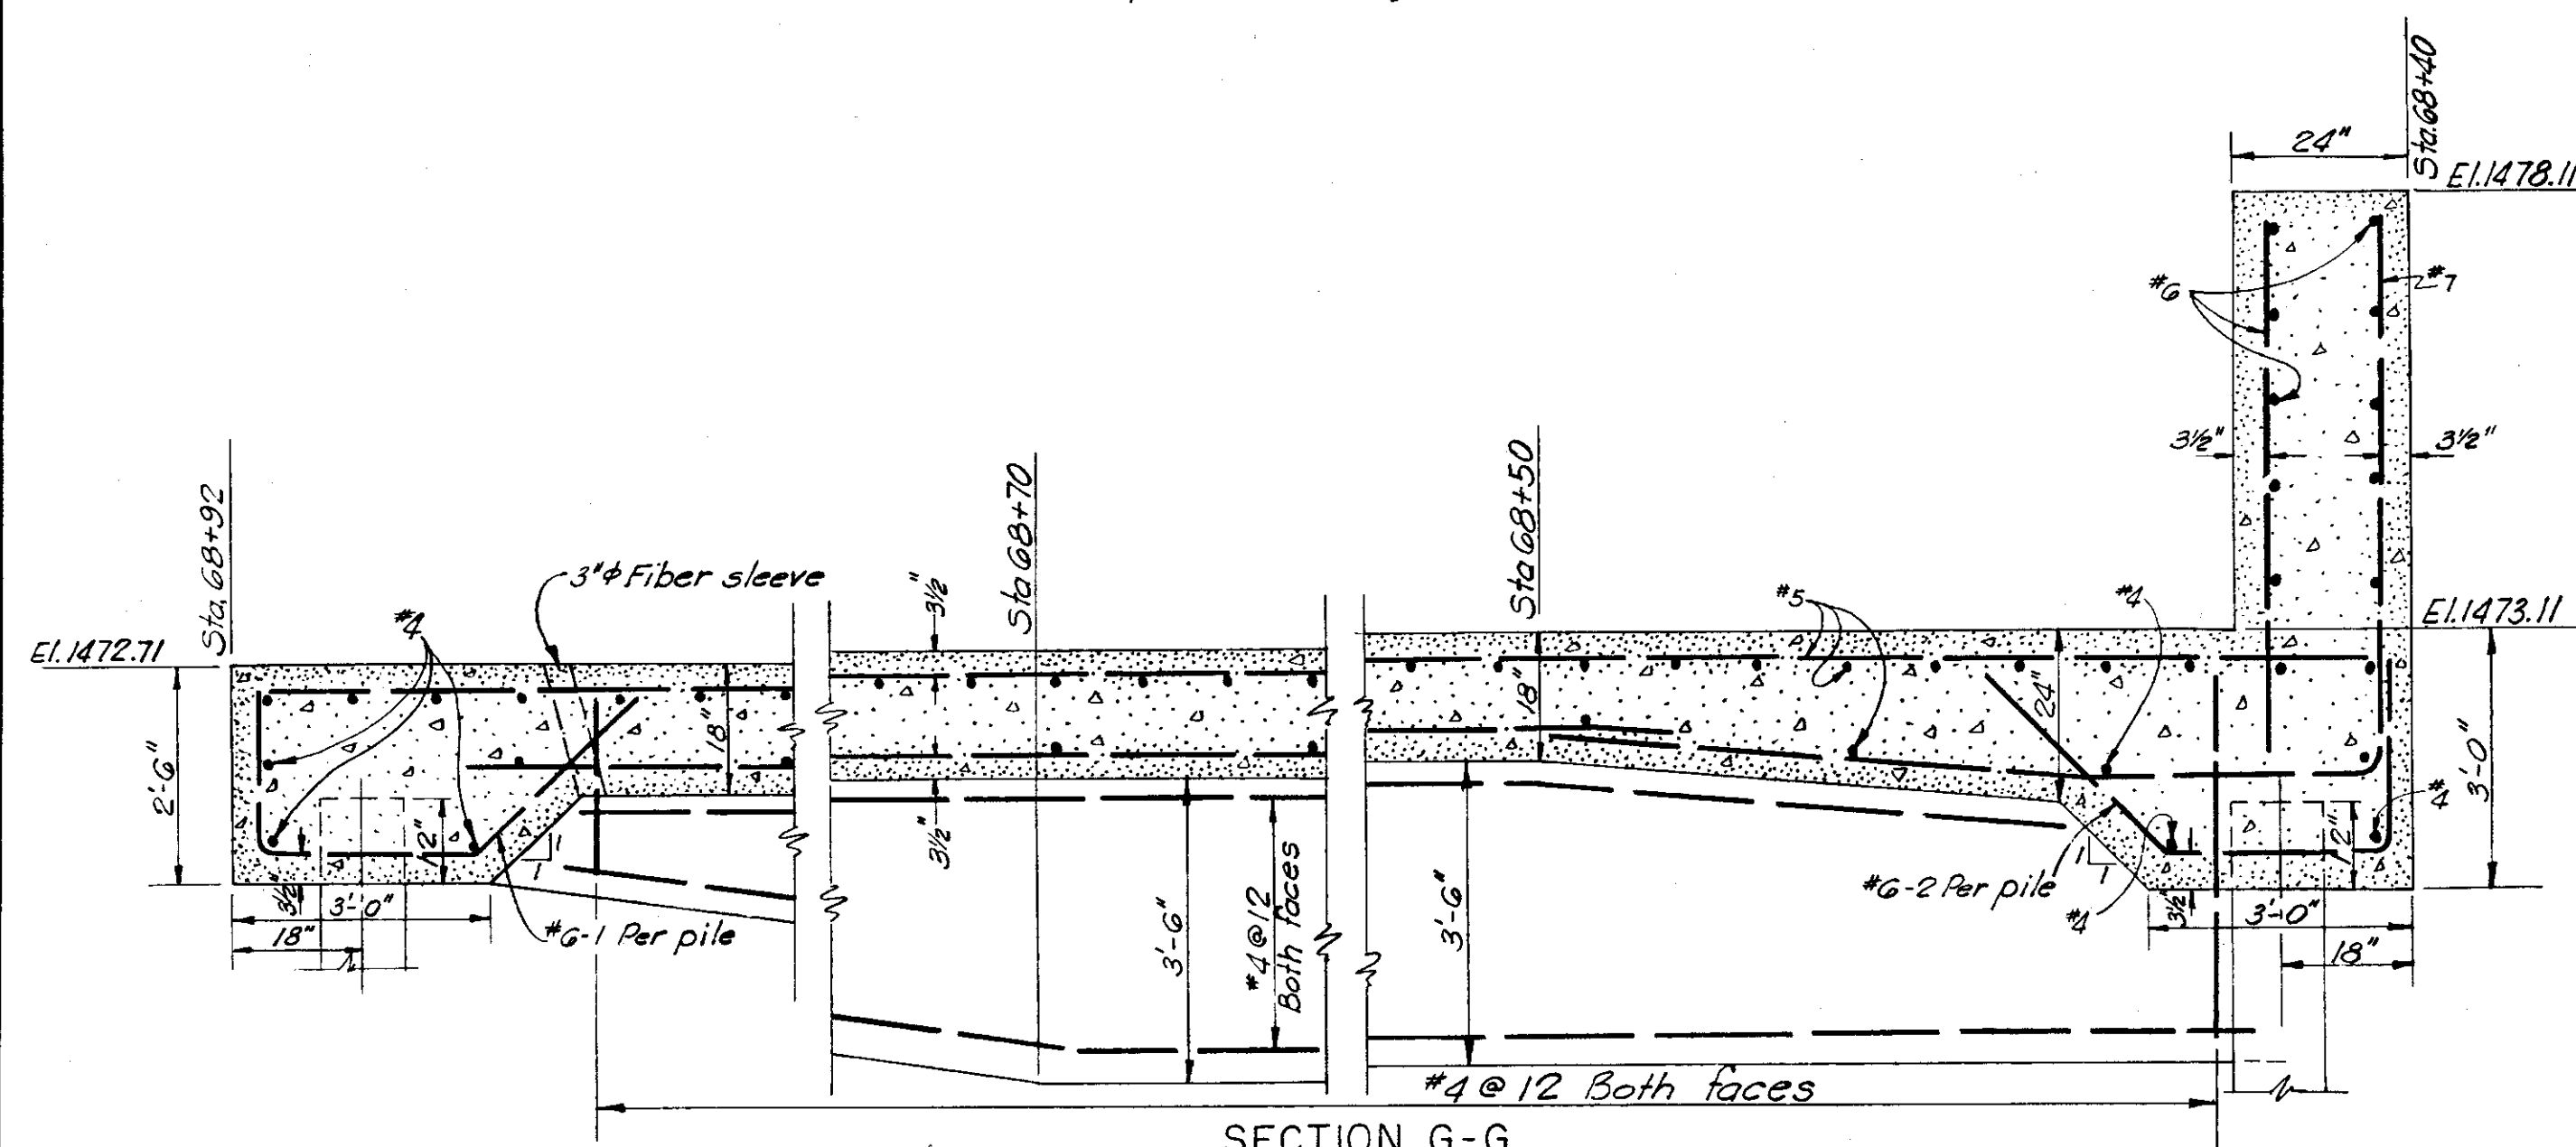 Sta.68+40
24"
El.1478.11
#6
#7
3½"
3½"
Sta.68+92
Sta 68+70
Sta 68+50
3"φ Fiber sleeve
3½"
#4
#5
#4
El.1472.71
El.1473.11
2'-6"
18"
18"
24"
3'-0"
12"
1
1
3½"
#4
12"
1
1
3½"
3'-0"
18"
#6-1 Per pile
3'-6"
#4@12
Both faces
3'-6"
#6-2 Per pile
#4
3½"
3'-0"
18"
#4 @ 12 Both faces
SECTION G-G